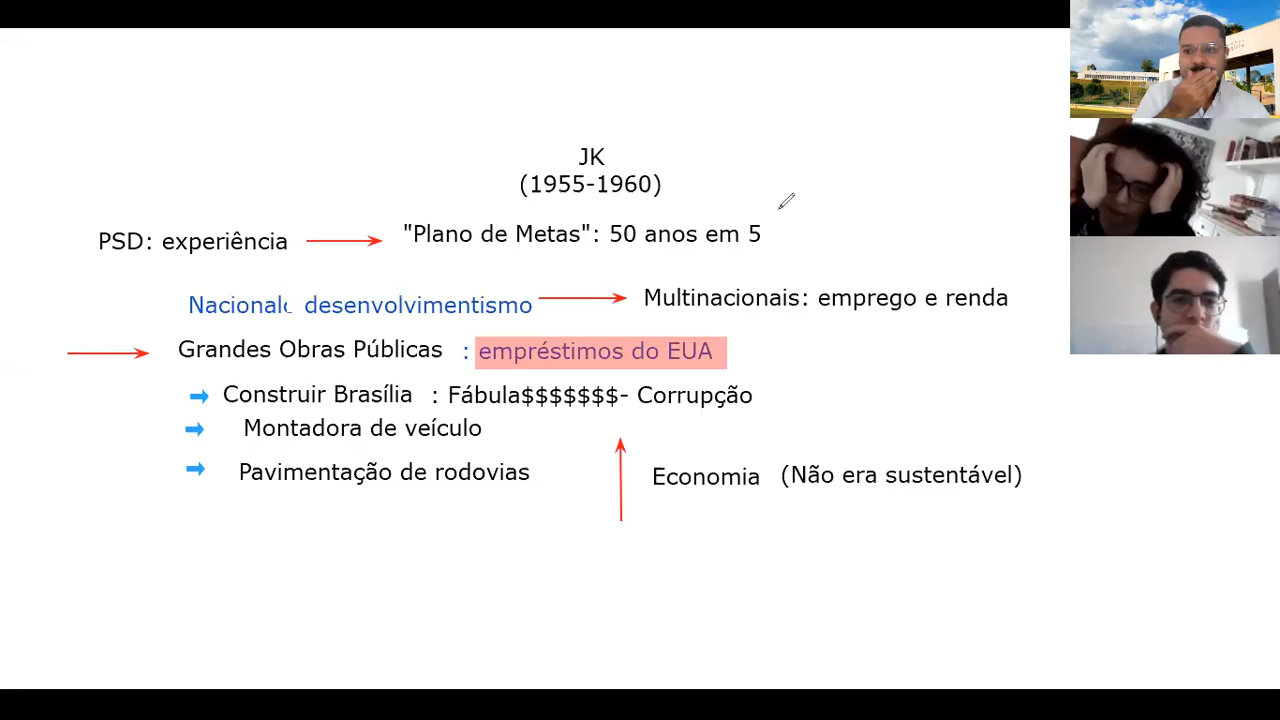 JK
(1955-1960)
PSD: experiência
"Plano de Metas": 50 anos em 5
desenvolvimentismo
Multinacionais: emprego e renda
Grandes Obras Públicas : empréstimos do EUA
Construir Brasília : Fábula$$$$$$$- Corrupção
Montadora de veículo
Pavimentação de rodovias
Economia (Não era sustentável)